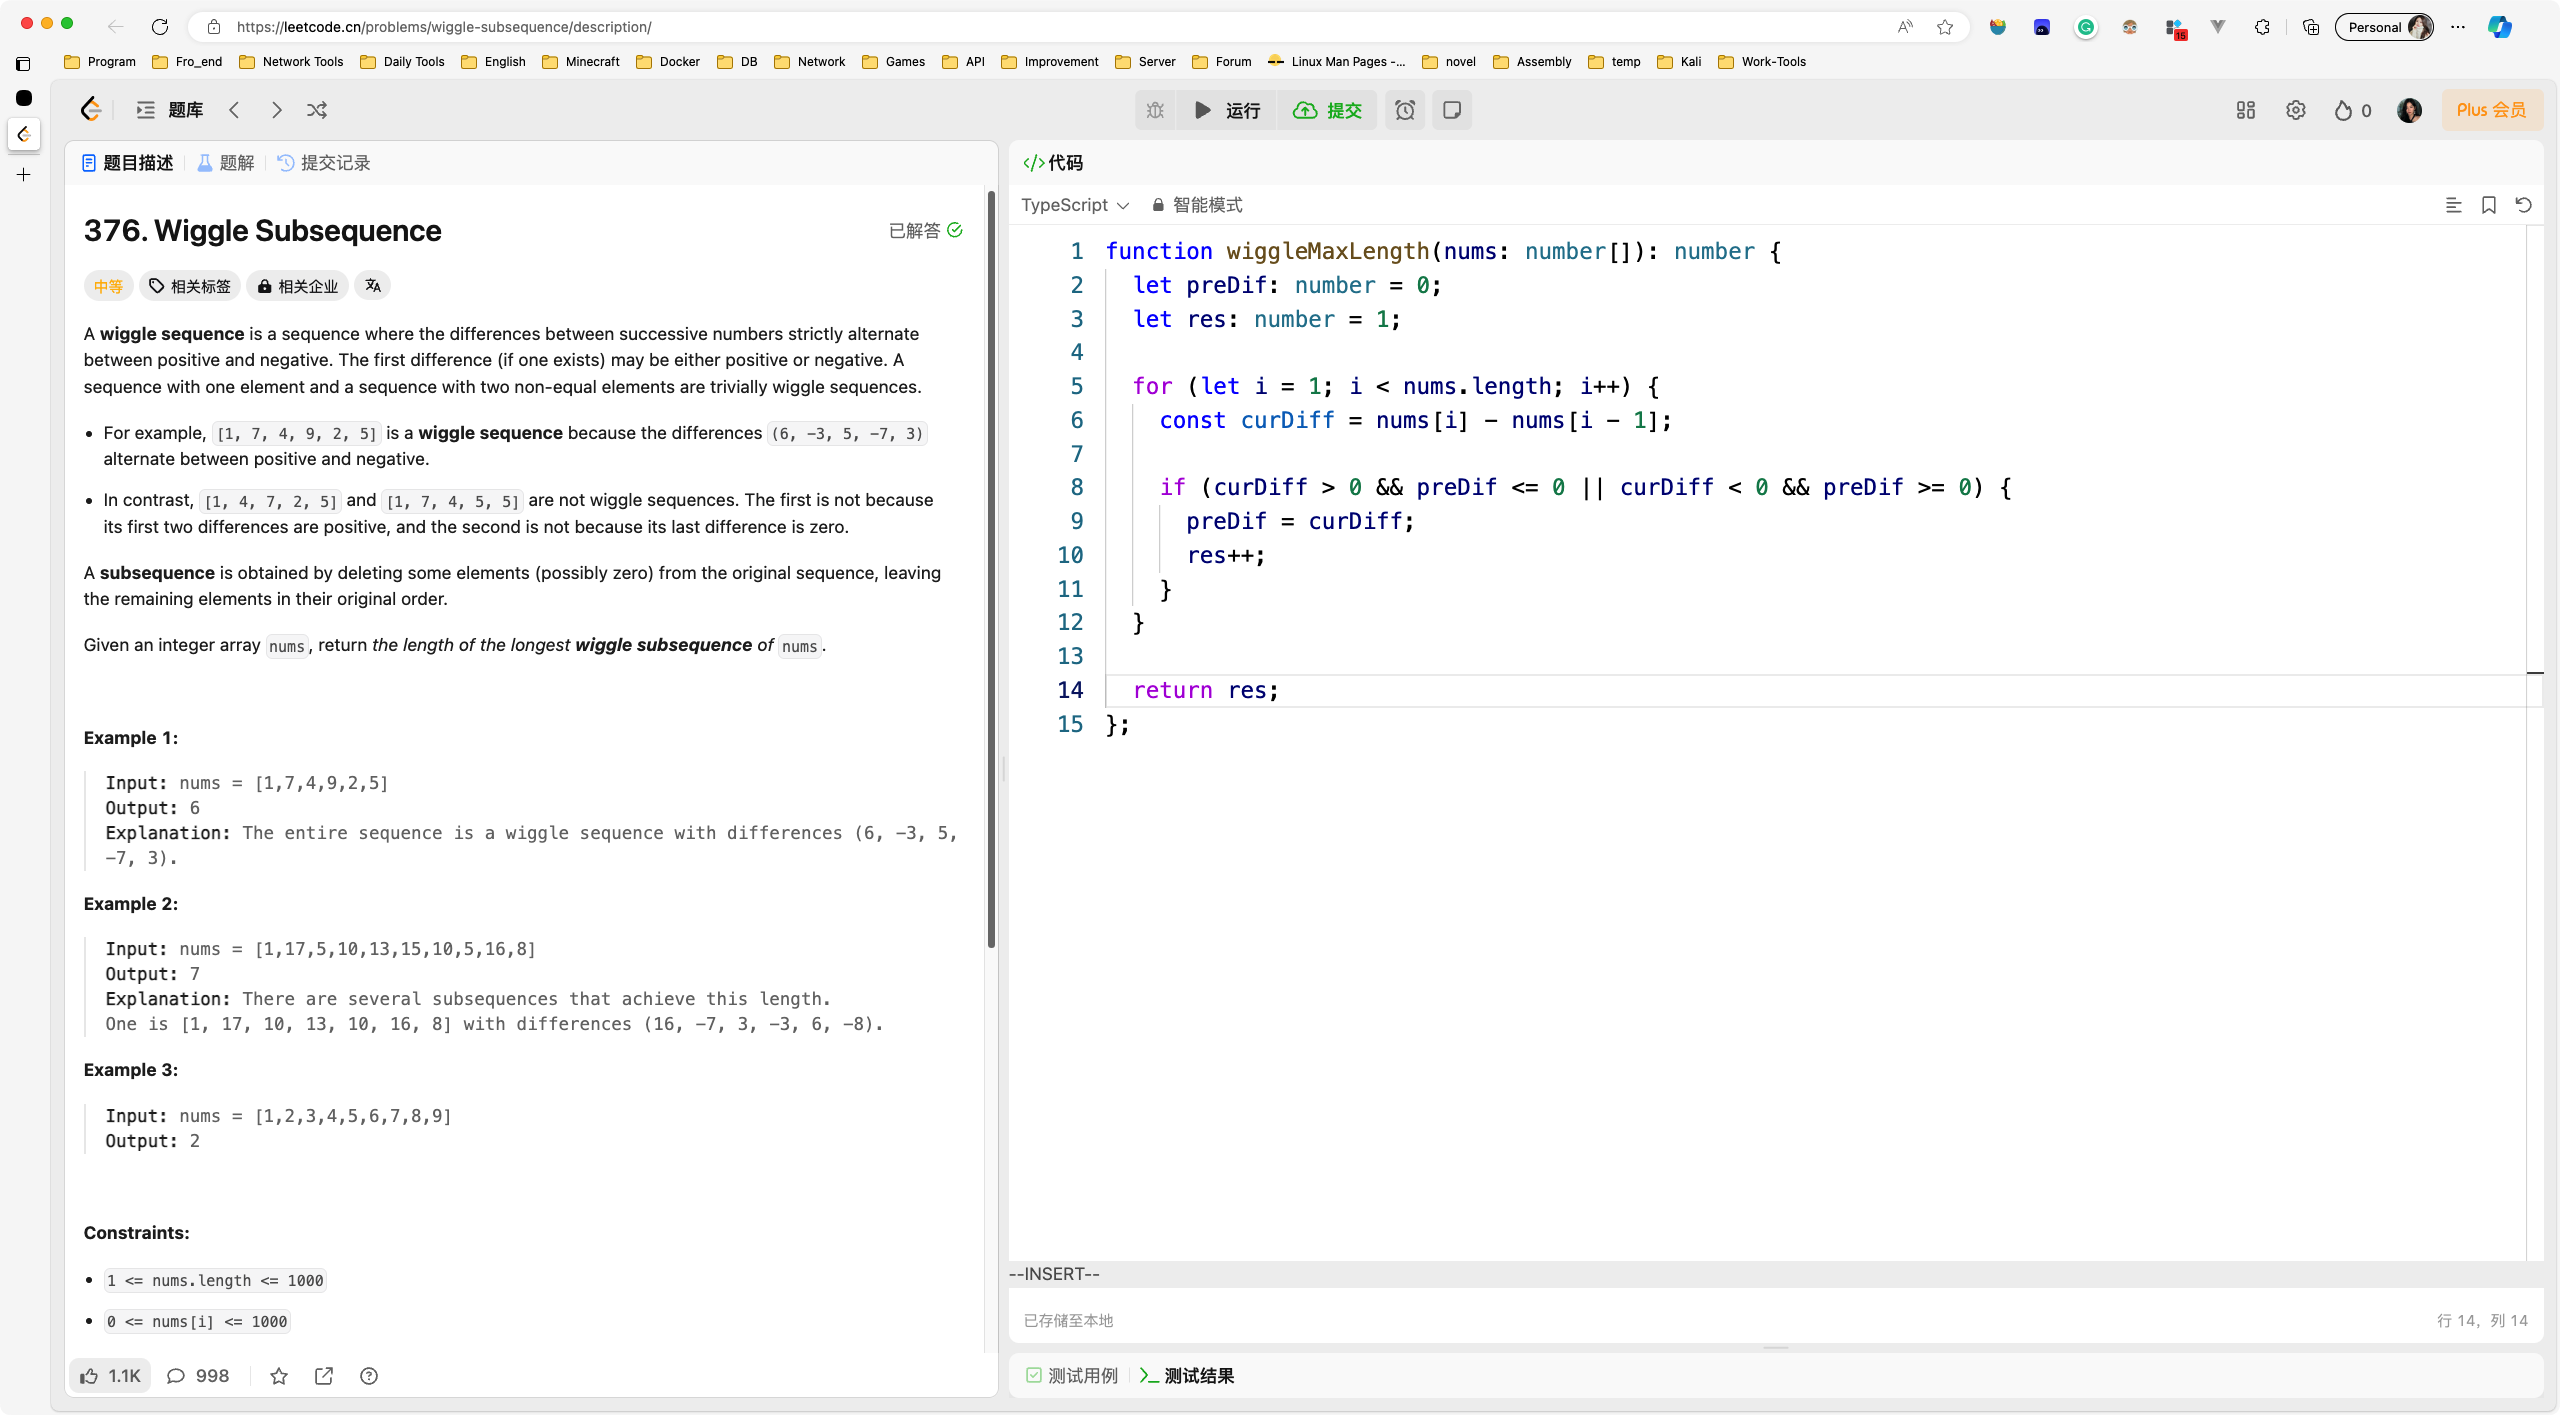 https://leetcode.cn/problems/wiggle-subsequence/description/
Personal
Program Fro_end Network Tools Daily Tools English Minecraft Docker DB Network Games API Improvement Server Forum Linux Man Pages -... novel Assembly temp Kali Work-Tools
题库 运行 提交 0 Plus 会员
题目描述 题解 提交记录
376. Wiggle Subsequence
已解答
中等 相关标签 相关企业
A wiggle sequence is a sequence where the differences between successive numbers strictly alternate
between positive and negative. The first difference (if one exists) may be either positive or negative. A
sequence with one element and a sequence with two non-equal elements are trivially wiggle sequences.
• For example, [1, 7, 4, 9, 2, 5] is a wiggle sequence because the differences (6, -3, 5, -7, 3)
alternate between positive and negative.
• In contrast, [1, 4, 7, 2, 5] and [1, 7, 4, 5, 5] are not wiggle sequences. The first is not because
its first two differences are positive, and the second is not because its last difference is zero.
A subsequence is obtained by deleting some elements (possibly zero) from the original sequence, leaving
the remaining elements in their original order.
Given an integer array nums, return the length of the longest wiggle subsequence of nums.
Example 1:
Input: nums = [1,7,4,9,2,5]
Output: 6
Explanation: The entire sequence is a wiggle sequence with differences (6, -3, 5,
-7, 3).
Example 2:
Input: nums = [1,17,5,10,13,15,10,5,16,8]
Output: 7
Explanation: There are several subsequences that achieve this length.
One is [1, 17, 10, 13, 10, 16, 8] with differences (16, -7, 3, -3, 6, -8).
Example 3:
Input: nums = [1,2,3,4,5,6,7,8,9]
Output: 2
Constraints:
• 1 <= nums.length <= 1000
• 0 <= nums[i] <= 1000
1.1K 998
</>代码
TypeScript 智能模式
1 function wiggleMaxLength(nums: number[]): number {
2 let preDif: number = 0;
3 let res: number = 1;
4
5 for (let i = 1; i < nums.length; i++) {
6 const curDiff = nums[i] - nums[i - 1];
7
8 if (curDiff > 0 && preDif <= 0 || curDiff < 0 && preDif >= 0) {
9 preDif = curDiff;
10 res++;
11 }
12 }
13
14 return res;
15 };
--INSERT--
已存储至本地 行 14, 列 14
测试用例 测试结果